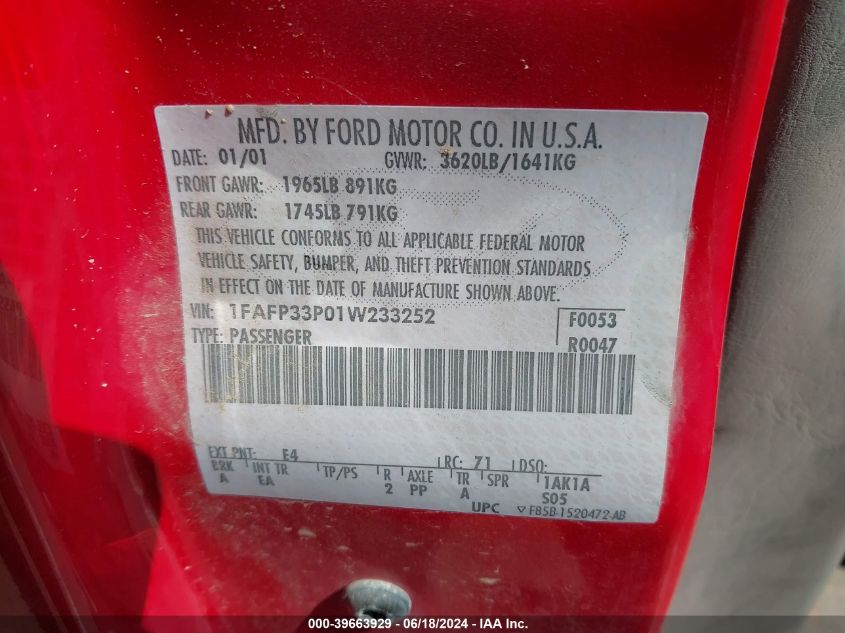 MFD. BY FORD MOTOR CO. IN U.S.A.
DATE: 01/01 GVWR: 3620LB/1641KG
FRONT GAWR: 1965LB 891KG
REAR GAWR: 1745LB 791KG
THIS VEHICLE CONFORMS TO ALL APPLICABLE FEDERAL MOTOR
VEHICLE SAFETY, BUMPER, AND THEFT PREVENTION STANDARDS
IN EFFECT ON THE DATE OF MANUFACTURE SHOWN ABOVE.
VIN: 1FAFP33P01W233252 F0053
TYPE: PASSENGER R0047
EXT PNT: E4 RC: 71 DSO:
BRK INT TR TP/PS R AXLE TR SPR 1AK1A
A EA 2 PP A S05
UPC ▽ F85B-1520472-AB
000-39663929 - 06/18/2024 - IAA Inc.